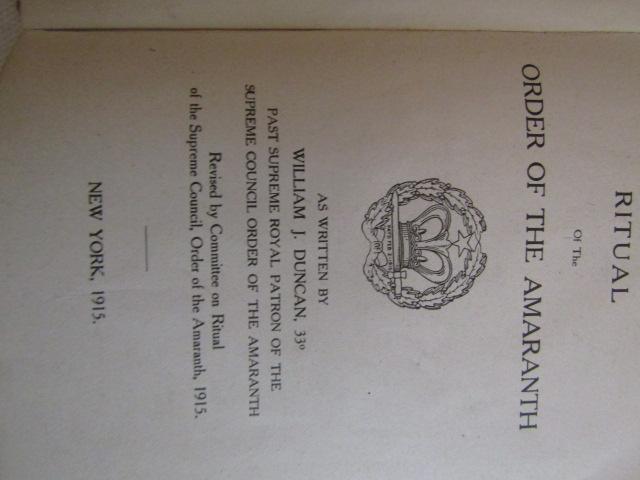 RITUAL
Of The
ORDER OF THE AMARANTH
AS WRITTEN BY
WILLIAM J. DUNCAN, 33º
PAST SUPREME ROYAL PATRON OF THE
SUPREME COUNCIL ORDER OF THE AMARANTH
Revised by Committee on Ritual
of the Supreme Council, Order of the Amaranth, 1915.
NEW YORK, 1915.